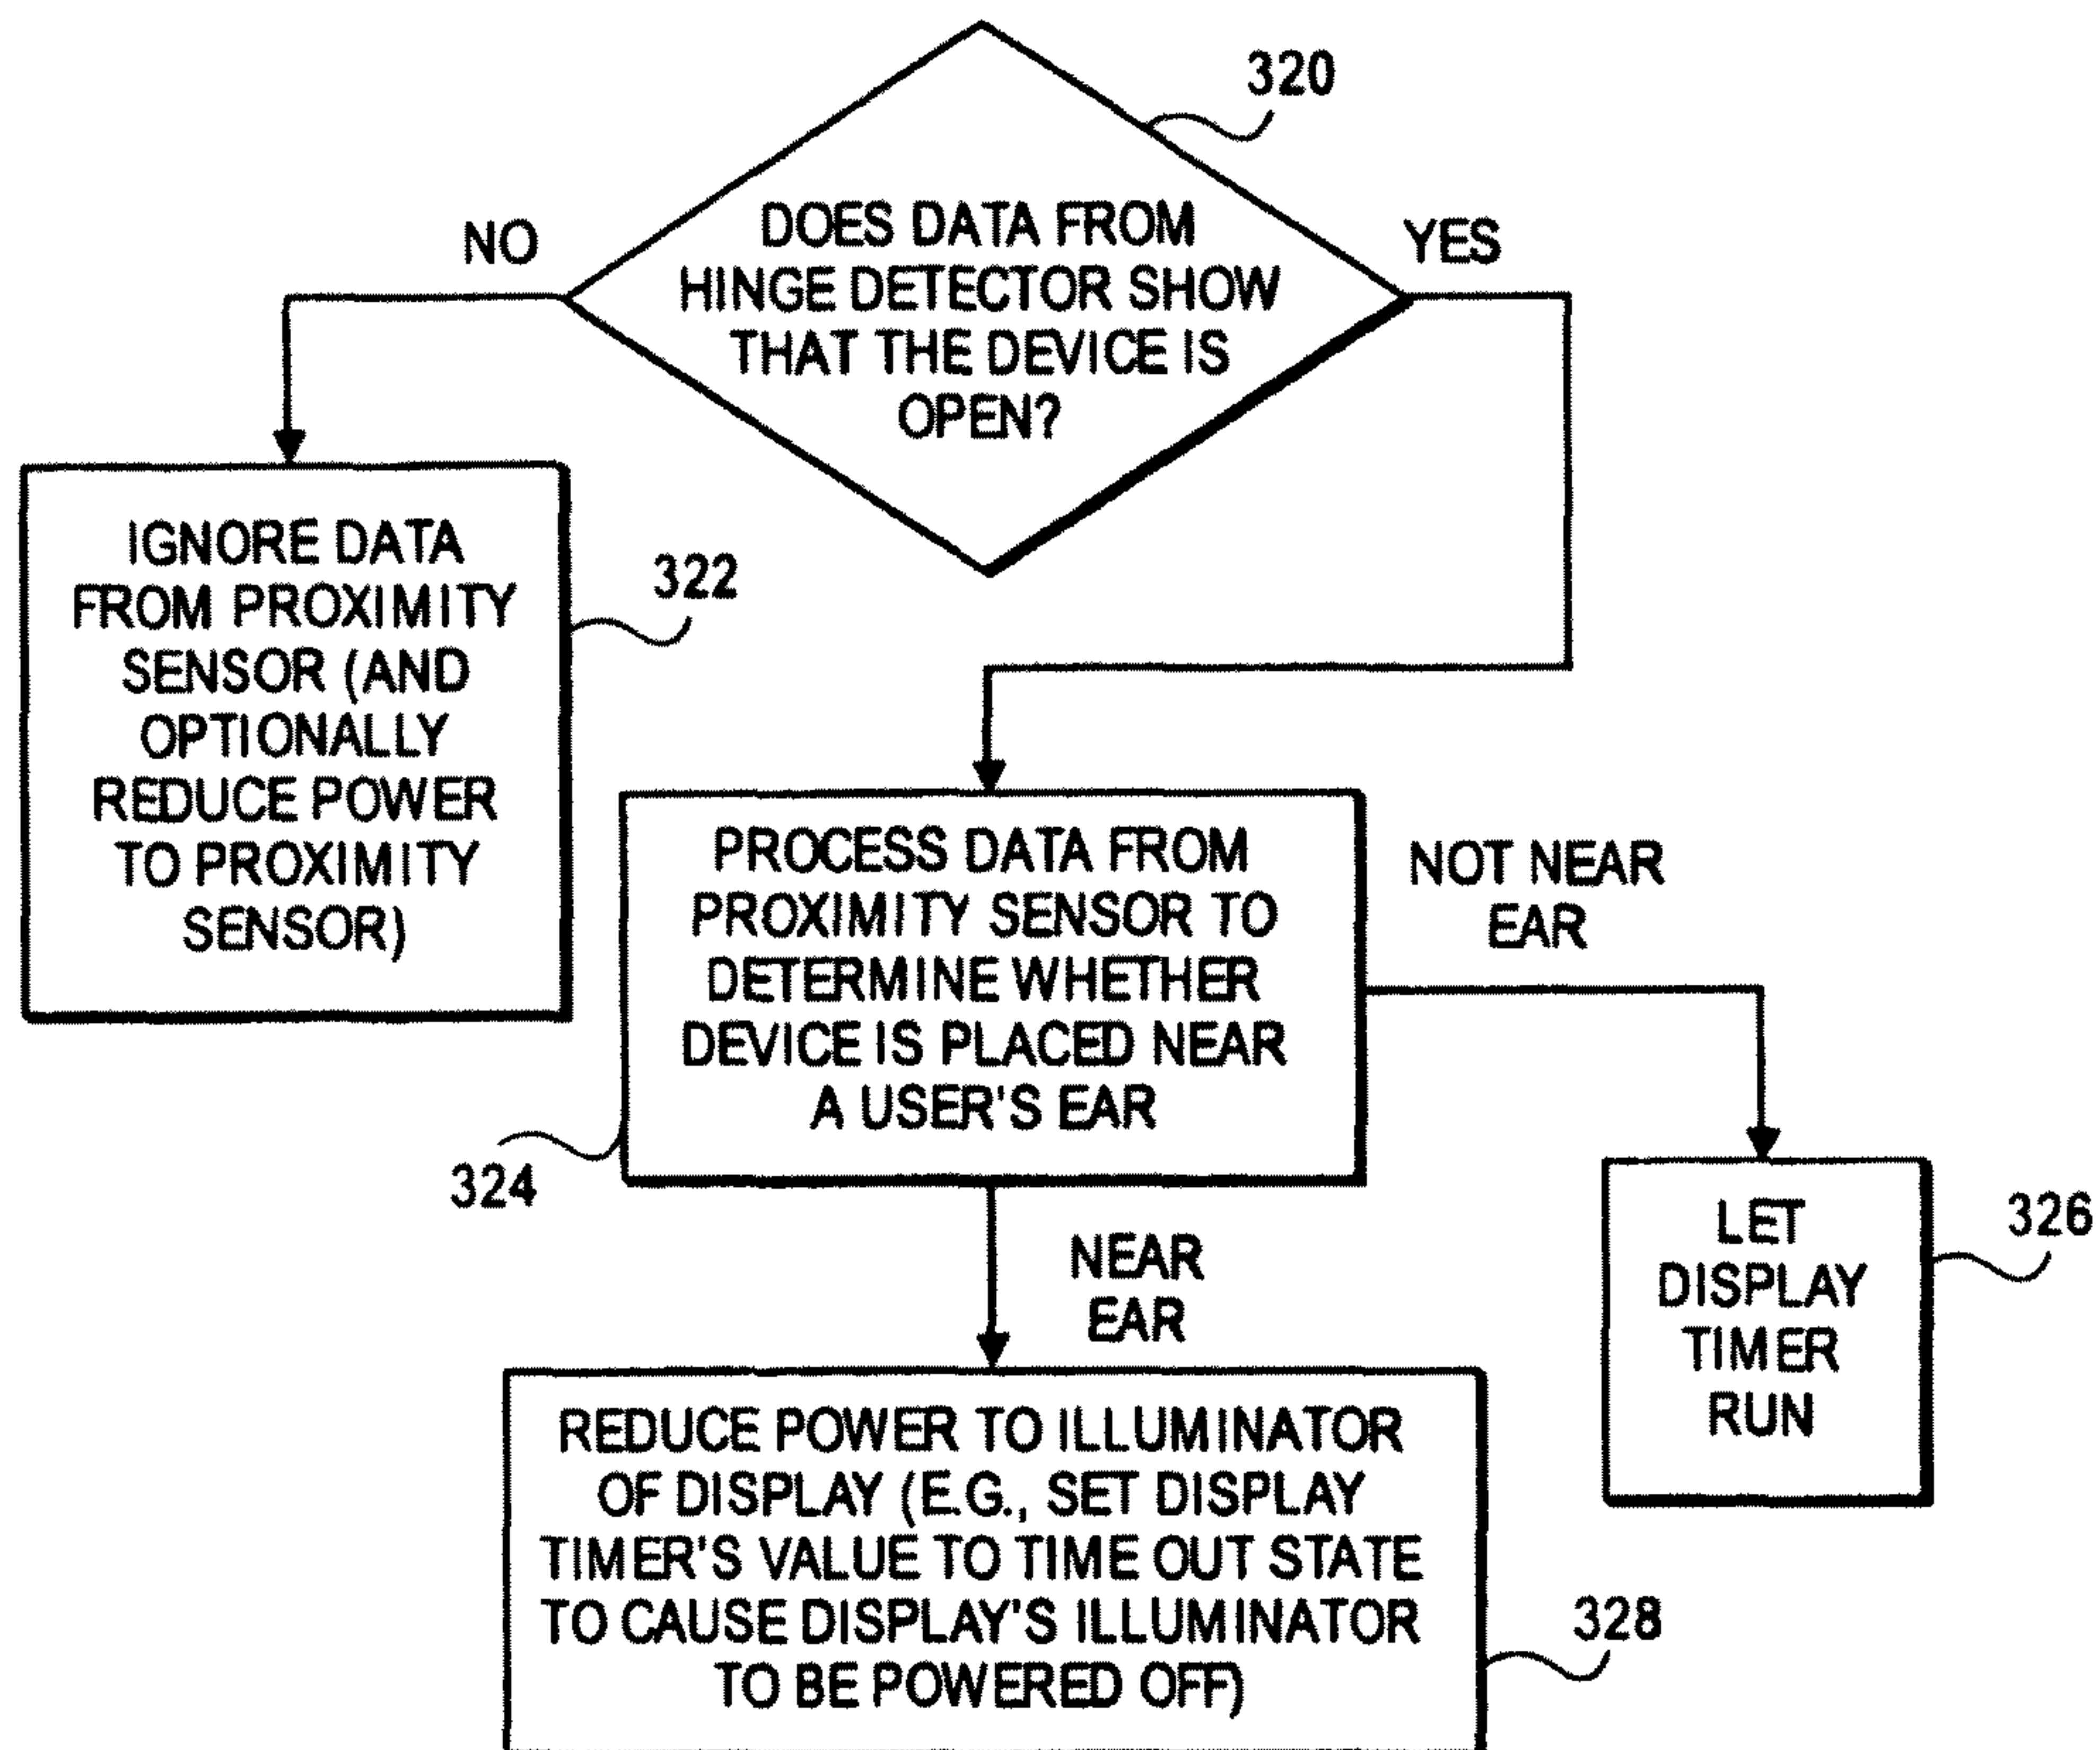 320
DOES DATA FROM
HINGE DETECTOR SHOW
THAT THE DEVICE IS
OPEN?
NO
YES
IGNORE DATA
FROM PROXIMITY
SENSOR (AND
OPTIONALLY
REDUCE POWER
TO PROXIMITY
SENSOR)
322
PROCESS DATA FROM
PROXIMITY SENSOR TO
DETERMINE WHETHER
DEVICE IS PLACED NEAR
A USER'S EAR
324
NOT NEAR
EAR
NEAR
EAR
LET
DISPLAY
TIMER
RUN
326
REDUCE POWER TO ILLUMINATOR
OF DISPLAY (E.G., SET DISPLAY
TIMER'S VALUE TO TIME OUT STATE
TO CAUSE DISPLAY'S ILLUMINATOR
TO BE POWERED OFF)
328